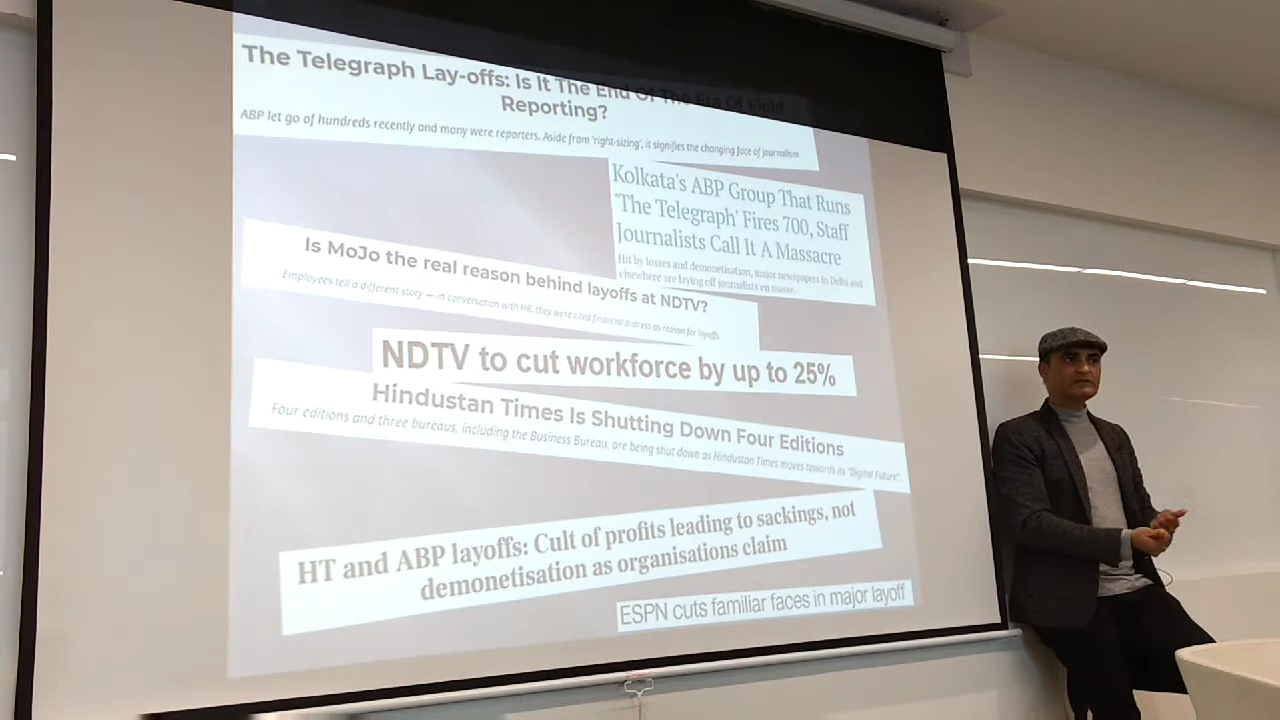 The Telegraph Lay-offs: Is It The End Of The Era Of Field
Reporting?
ABP let go of hundreds recently and many were reporters. Aside from 'right-sizing', it signifies the changing face of journalism
Kolkata's ABP Group That Runs
'The Telegraph' Fires 700, Staff
Journalists Call It A Massacre
Hit by losses and demonetisation, major newspapers in Delhi and
elsewhere are laying off journalists en masse.
Is MoJo the real reason behind layoffs at NDTV?
Employees tell a different story — in conversation with HR, they were cited financial distress as reason for layoffs.
NDTV to cut workforce by up to 25%
Hindustan Times Is Shutting Down Four Editions
Four editions and three bureaus, including the Business Bureau, are being shut down as Hindustan Times moves towards its "Digital Future".
HT and ABP layoffs: Cult of profits leading to sackings, not
demonetisation as organisations claim
ESPN cuts familiar faces in major layoff